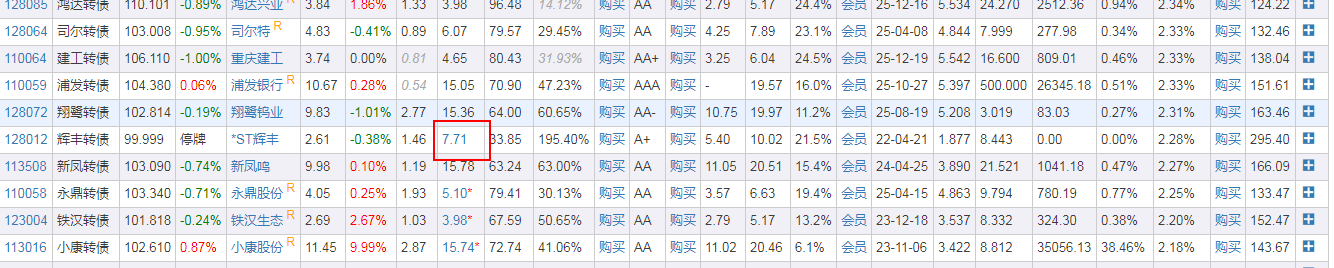 128085 鸿达转债 110.101 -0.89% 鸿达兴业 R 3.84 1.86% 1.33 3.98 96.48 14.12% 购买 AA 购买 2.79 5.17 24.4% 会员 25-12-16 5.534 24.270 2512.36 0.94% 2.34% 购买 124.22
128064 司尔转债 103.008 -0.95% 司尔特 R 4.83 -0.41% 0.89 6.07 79.57 29.45% 购买 AA 购买 4.25 7.89 23.1% 会员 25-04-08 4.844 7.999 277.98 0.34% 2.33% 购买 132.46
110064 建工转债 106.110 -1.00% 重庆建工 3.74 0.00% 0.81 4.65 80.43 31.93% 购买 AA+ 购买 3.25 6.04 24.5% 会员 25-12-19 5.542 16.600 809.01 0.46% 2.33% 购买 138.04
110059 浦发转债 104.380 0.06% 浦发银行 R 10.67 0.28% 0.54 15.05 70.90 47.23% 购买 AAA 购买 - 19.57 16.0% 会员 25-10-27 5.397 500.000 26345.18 0.51% 2.33% 购买 151.61
128072 翔鹭转债 102.814 -0.19% 翔鹭钨业 9.83 -1.01% 2.77 15.36 64.00 60.65% 购买 AA- 购买 10.75 19.97 11.2% 会员 25-08-19 5.208 3.019 83.03 0.27% 2.31% 购买 163.46
128012 辉丰转债 99.999 停牌 *ST辉丰 2.61 -0.38% 1.46 7.71 33.85 195.40% 购买 A+ 购买 5.40 10.02 21.5% 会员 22-04-21 1.877 8.443 0.00 0.00% 2.28% 购买 295.40
113508 新凤转债 103.090 -0.74% 新凤鸣 9.98 0.10% 1.19 15.78 63.24 63.00% 购买 AA 购买 11.05 20.51 15.4% 会员 24-04-25 3.890 21.521 1041.18 0.47% 2.27% 购买 166.09
110058 永鼎转债 103.340 -0.71% 永鼎股份 R 4.05 0.25% 1.93 5.10* 79.41 30.13% 购买 AA 购买 3.57 6.63 19.4% 会员 25-04-15 4.863 9.794 780.19 0.77% 2.25% 购买 133.47
123004 铁汉转债 101.818 -0.24% 铁汉生态 R 2.69 2.67% 1.03 3.98* 67.59 50.65% 购买 AA 购买 2.79 5.17 13.2% 会员 23-12-18 3.537 8.332 324.30 0.38% 2.20% 购买 152.47
113016 小康转债 102.610 0.87% 小康股份 R 11.45 9.99% 2.87 15.74* 72.74 41.06% 购买 AA 购买 11.02 20.46 6.1% 会员 23-11-06 3.422 8.812 35056.13 38.46% 2.18% 购买 143.67